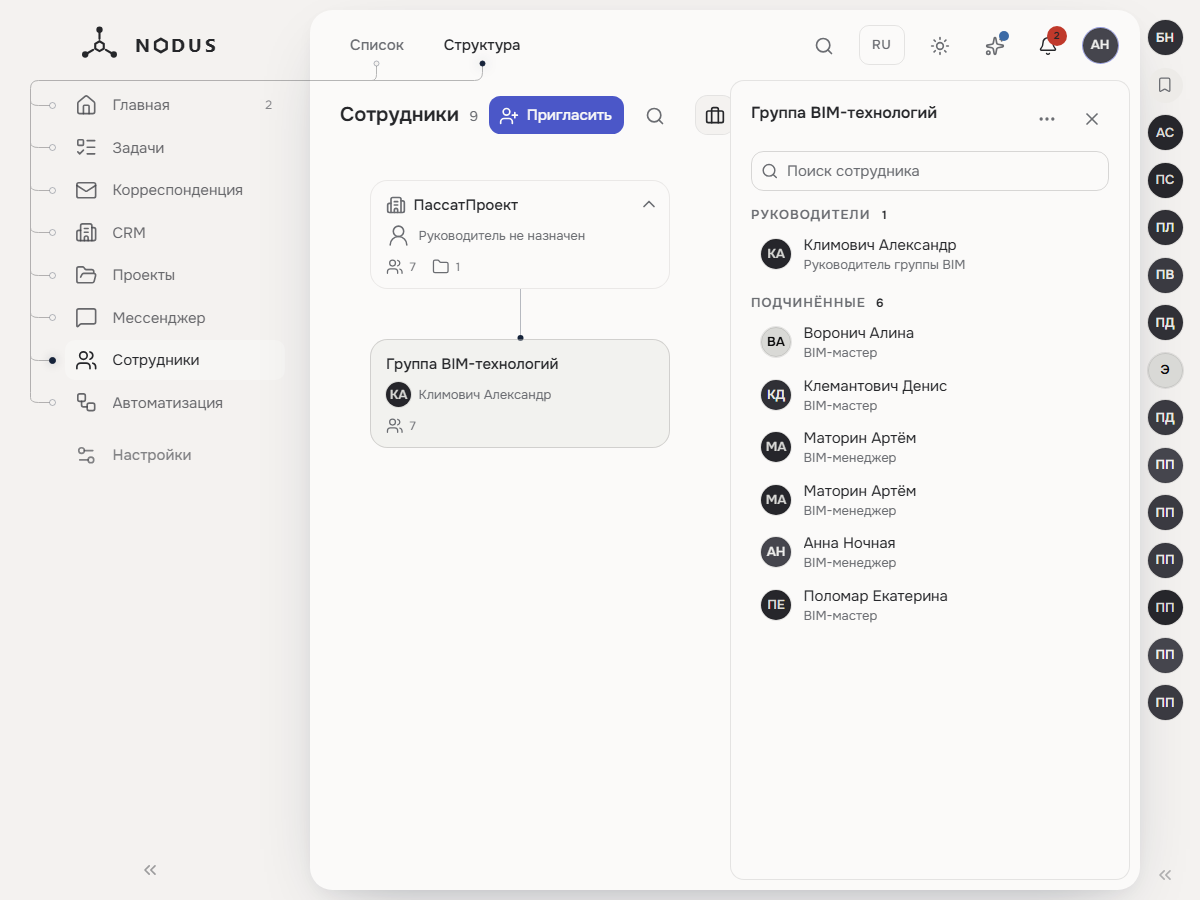 NODUS
Главная 2
Задачи
Корреспонденция
CRM
Проекты
Мессенджер
Сотрудники
Автоматизация
Настройки
Список
Структура
RU
2
АН
Сотрудники 9
Пригласить
ПассатПроект
Руководитель не назначен
7 1
Группа BIM-технологий
КА Климович Александр
7
Группа BIM-технологий
Поиск сотрудника
РУКОВОДИТЕЛИ 1
КА
Климович Александр
Руководитель группы BIM
ПОДЧИНЁННЫЕ 6
ВА
Воронич Алина
BIM-мастер
КД
Клемантович Денис
BIM-мастер
МА
Маторин Артём
BIM-менеджер
МА
Маторин Артём
BIM-менеджер
АН
Анна Ночная
BIM-менеджер
ПЕ
Поломар Екатерина
BIM-мастер
БН
АС
ПС
ПЛ
ПВ
ПД
Э
ПД
ПП
ПП
ПП
ПП
ПП
ПП